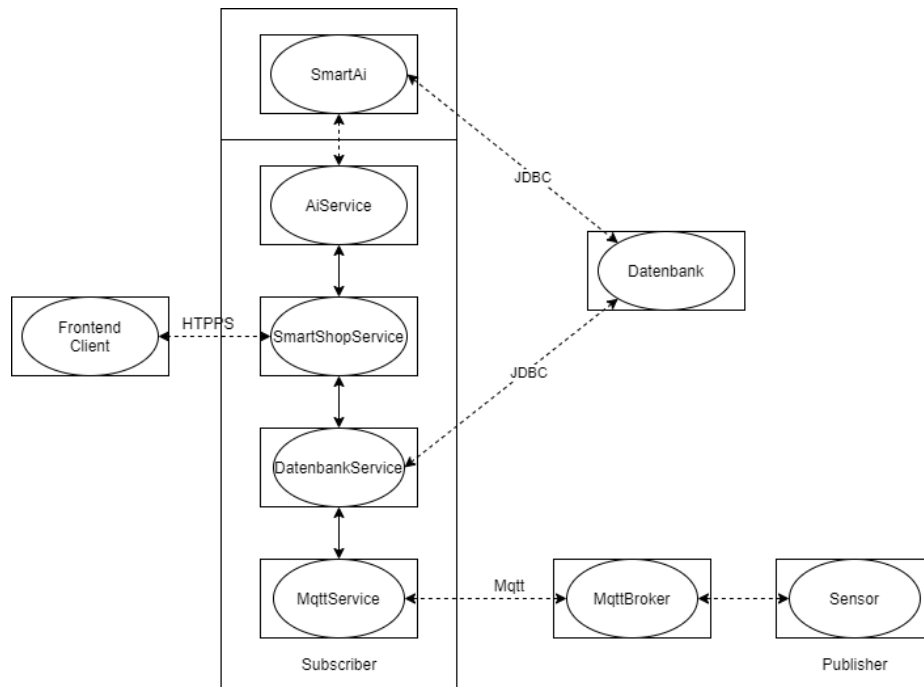 SmartAi
JDBC
AiService
Datenbank
HTPPS
Frontend
Client
SmartShopService
JDBC
DatenbankService
Mqtt
MqttService
MqttBroker
Sensor
Subscriber
Publisher